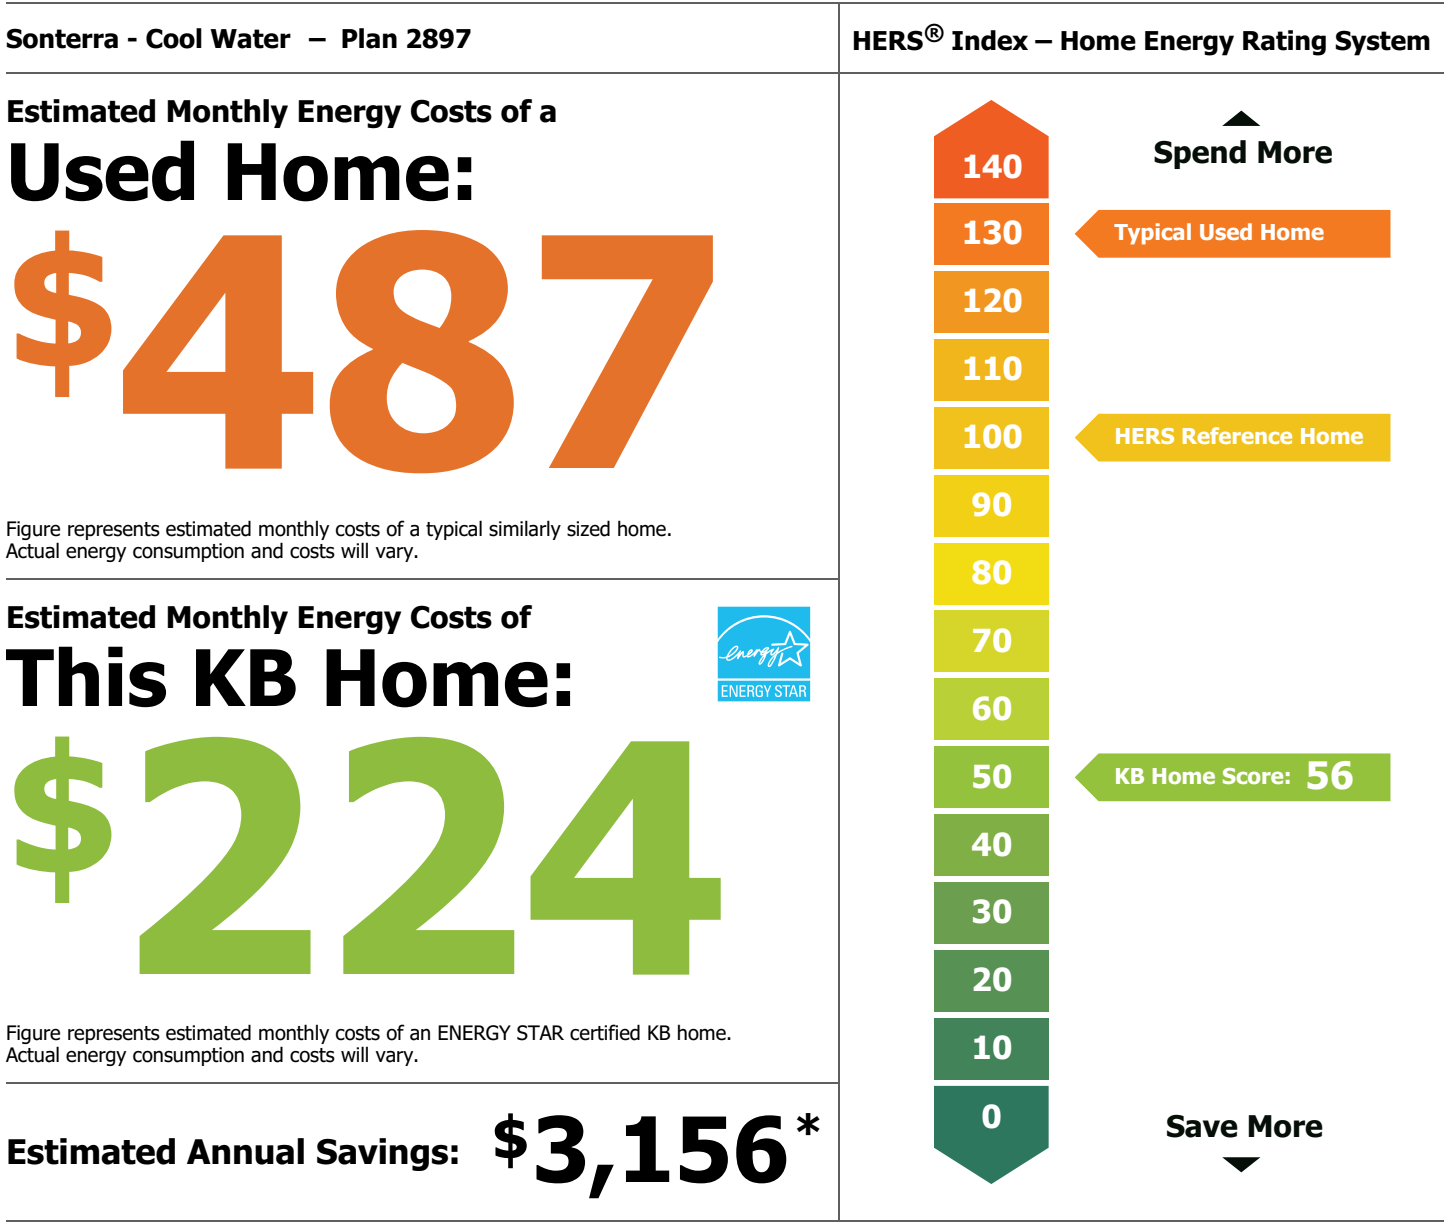 Sonterra - Cool Water – Plan 2897
Estimated Monthly Energy Costs of a
Used Home:
$487
Figure represents estimated monthly costs of a typical similarly sized home.
Actual energy consumption and costs will vary.
Estimated Monthly Energy Costs of
This KB Home:
energy
ENERGY STAR
$224
Figure represents estimated monthly costs of an ENERGY STAR certified KB home.
Actual energy consumption and costs will vary.
Estimated Annual Savings: $3,156*
HERS® Index – Home Energy Rating System
Spend More
140
130 Typical Used Home
120
110
100 HERS Reference Home
90
80
70
60
50 KB Home Score: 56
40
30
20
10
0
Save More